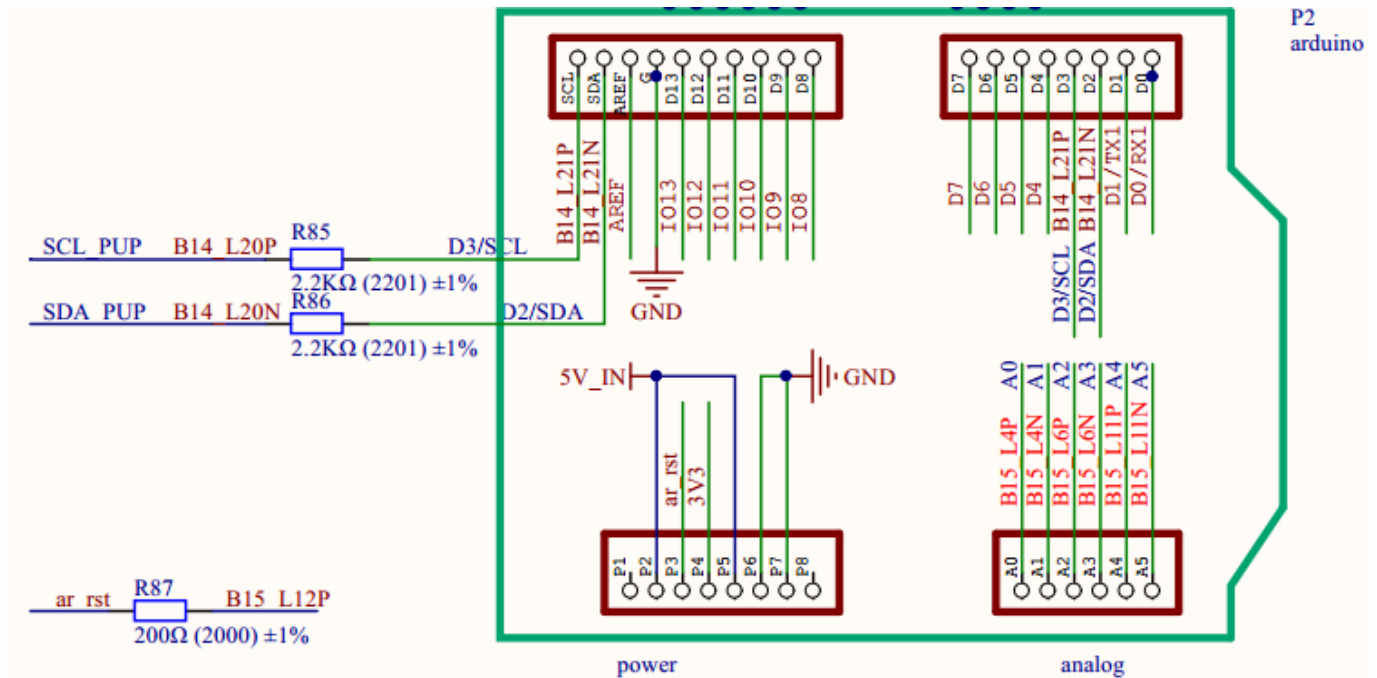 P2
arduino
SCL
SDA
AREF
G
D13
D12
D11
D10
D9
D8
D7
D6
D5
D4
D3
D2
D1
D0
B14_L21P
B14_L21N
AREF
IO13
IO12
IO11
IO10
IO9
IO8
D7
D6
D5
D4
B14_L21P
B14_L21N
D1/TX1
D0/RX1
D3/SCL
D2/SDA
GND
SCL_PUP B14_L20P R85 D3/SCL
2.2KΩ (2201) ±1%
SDA_PUP B14_L20N R86 D2/SDA
2.2KΩ (2201) ±1%
5V_IN
GND
ar_rst
3V3
A0
A1
A2
A3
A4
A5
B15_L4P
B15_L4N
B15_L6P
B15_L6N
B15_L11P
B15_L11N
P1
P2
P3
P4
P5
P6
P7
P8
A0
A1
A2
A3
A4
A5
ar_rst R87 B15_L12P
200Ω (2000) ±1%
power
analog